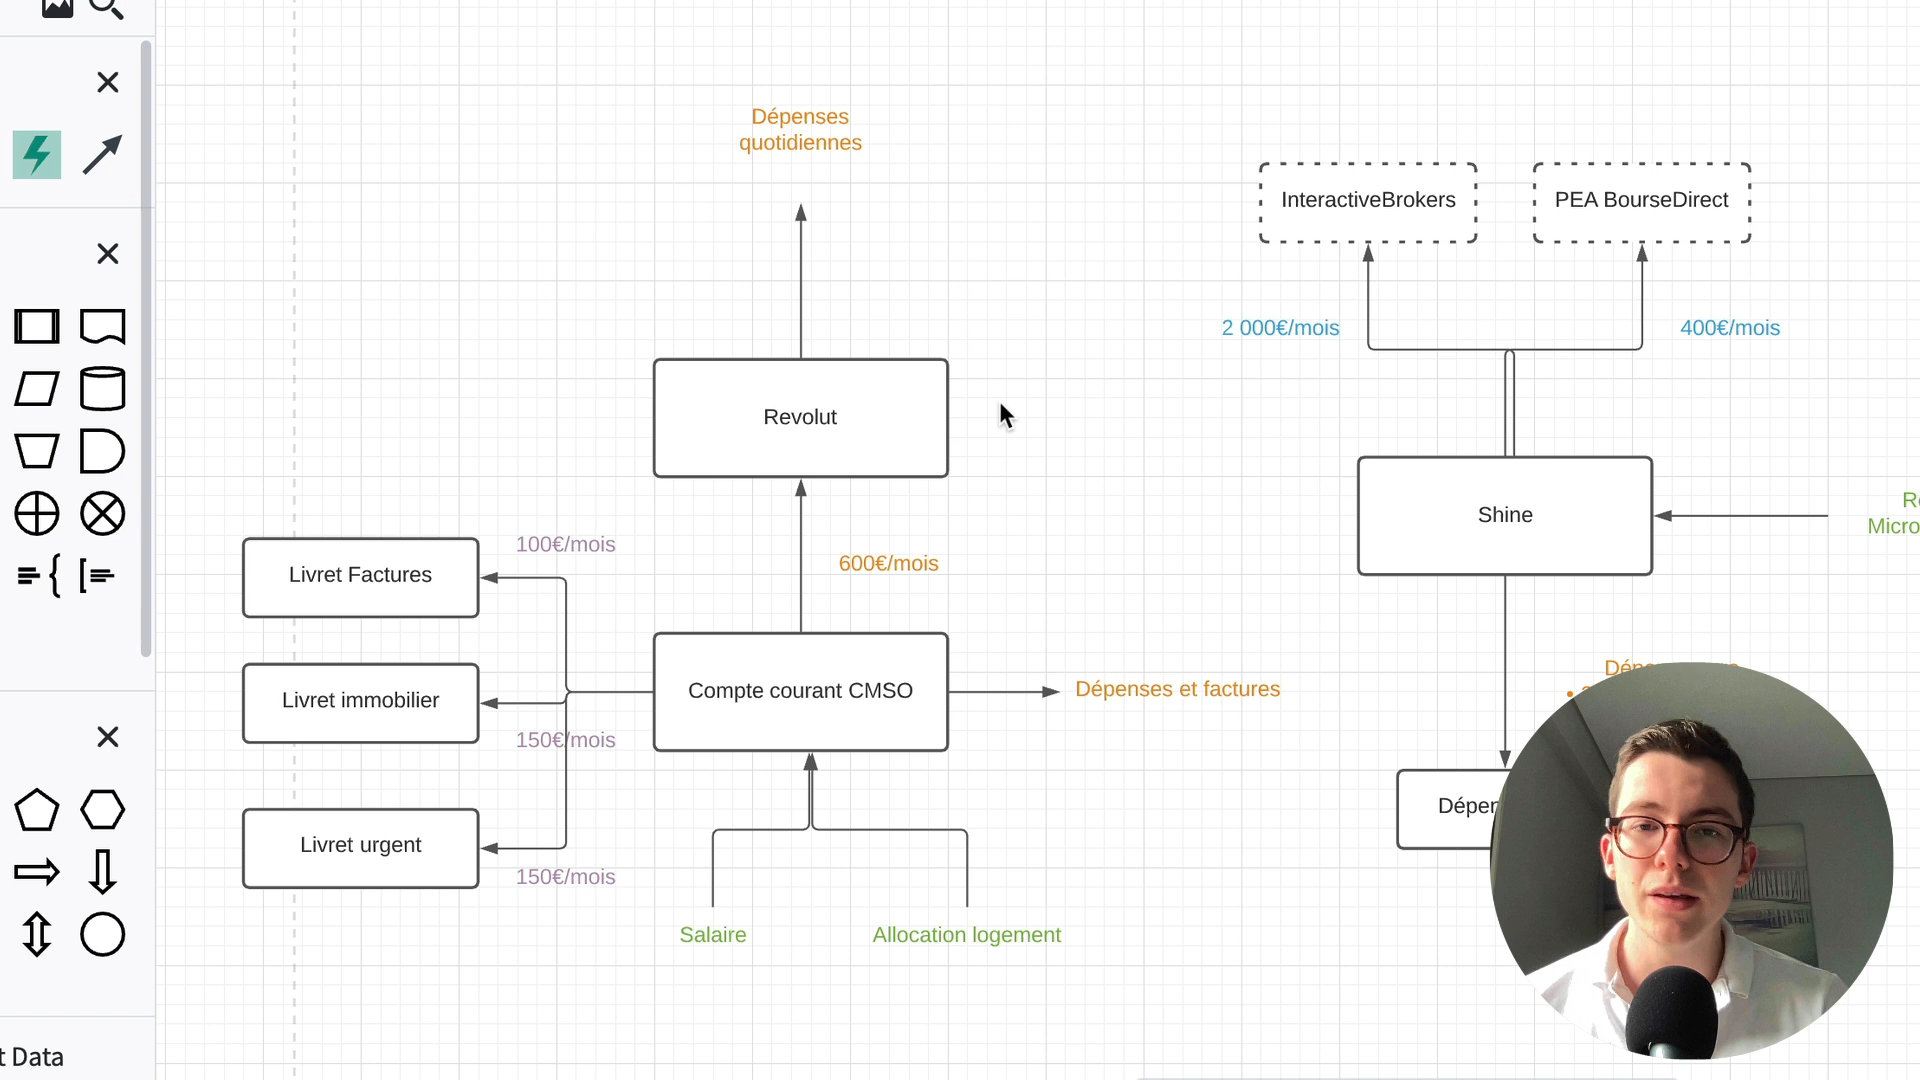 Dépenses
quotidiennes
InteractiveBrokers
PEA BourseDirect
2 000€/mois
400€/mois
Revolut
Shine
100€/mois
600€/mois
Livret Factures
Livret immobilier
Compte courant CMSO
Dépenses et factures
150€/mois
Livret urgent
150€/mois
Salaire
Allocation logement
Data